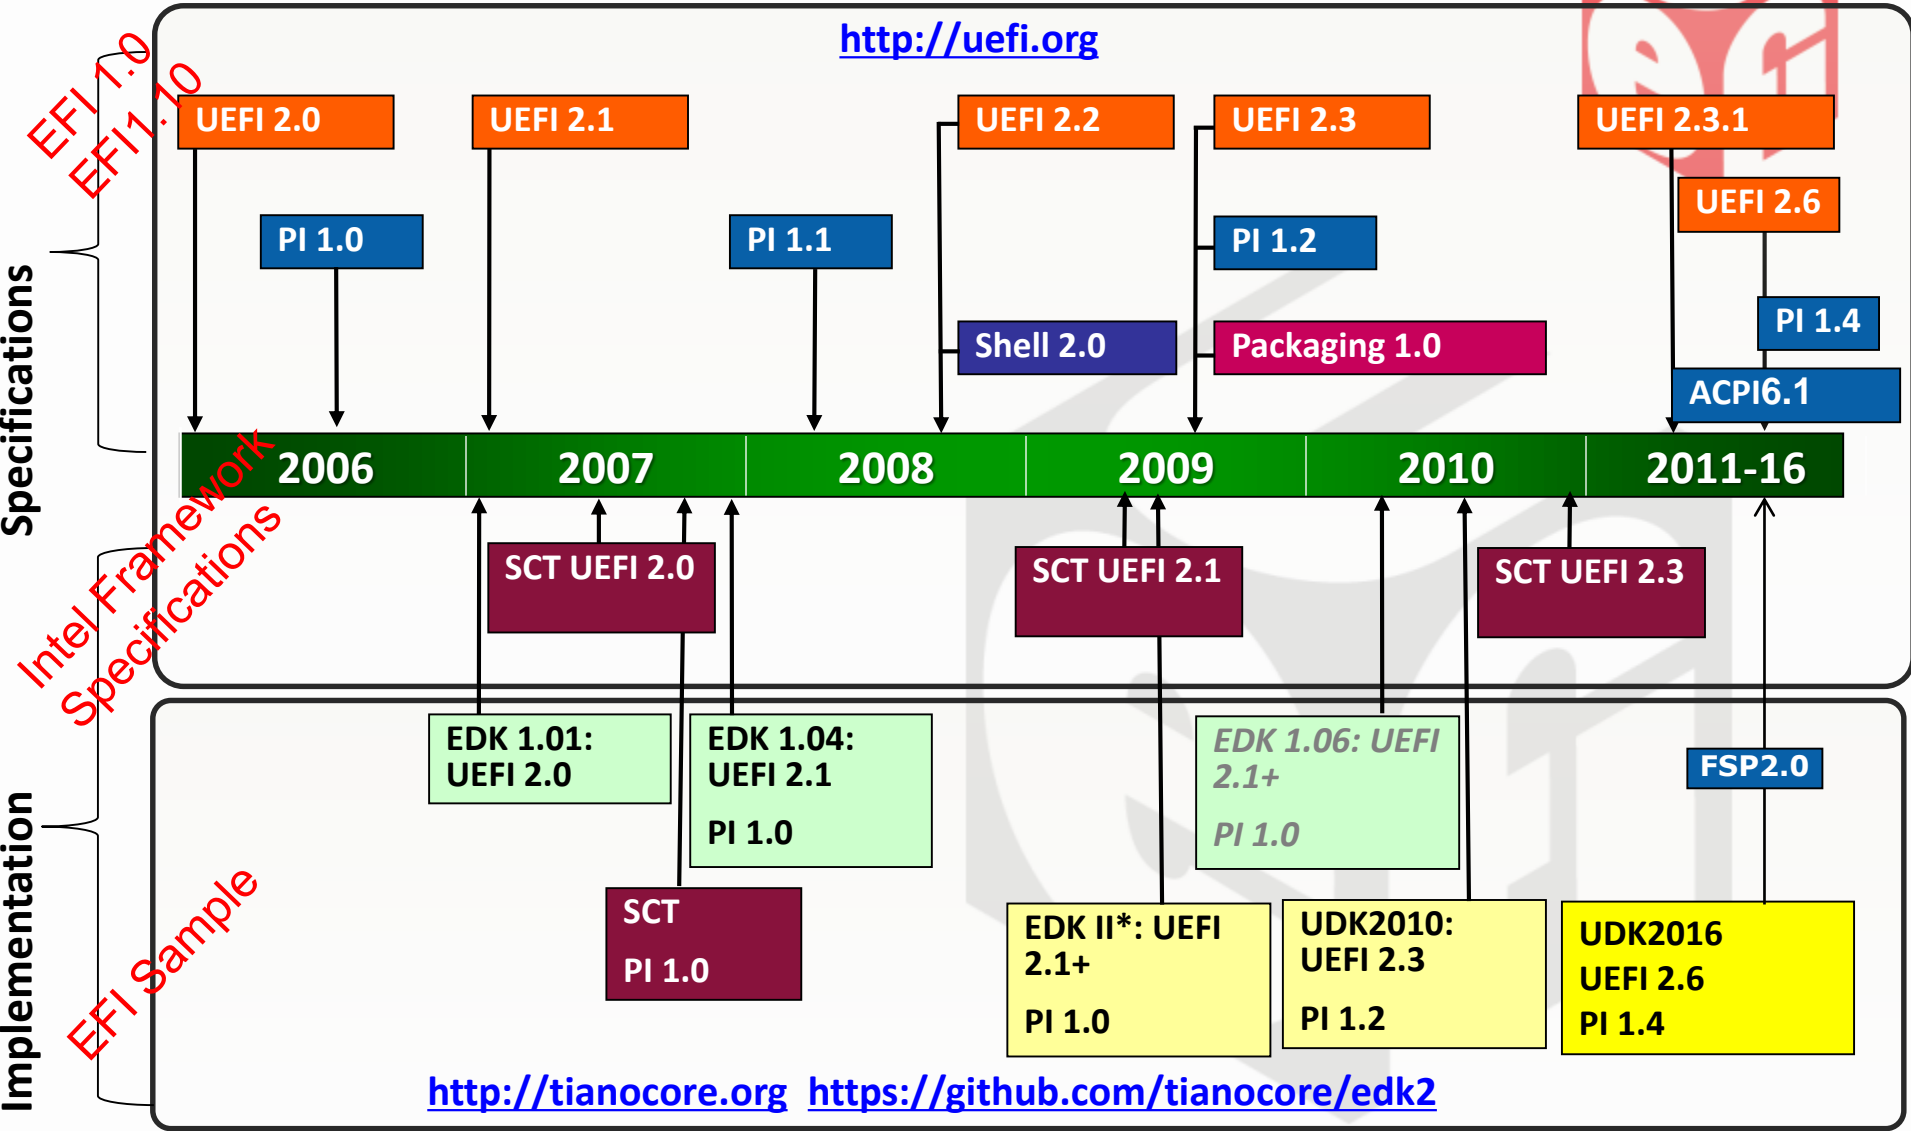 http://uefi.org
EFI 1.0
EFI1.10
UEFI 2.0
UEFI 2.1
UEFI 2.2
UEFI 2.3
UEFI 2.3.1
UEFI 2.6
PI 1.0
PI 1.1
PI 1.2
PI 1.4
Shell 2.0
Packaging 1.0
ACPI6.1
Specifications
2006
2007
2008
2009
2010
2011-16
Intel Framework
Specifications
SCT UEFI 2.0
SCT UEFI 2.1
SCT UEFI 2.3
EDK 1.01:
UEFI 2.0
EDK 1.04:
UEFI 2.1
PI 1.0
EDK 1.06: UEFI
2.1+
PI 1.0
FSP2.0
Implementation
EFI Sample
SCT
PI 1.0
EDK II*: UEFI
2.1+
PI 1.0
UDK2010:
UEFI 2.3
PI 1.2
UDK2016
UEFI 2.6
PI 1.4
http://tianocore.org https://github.com/tianocore/edk2